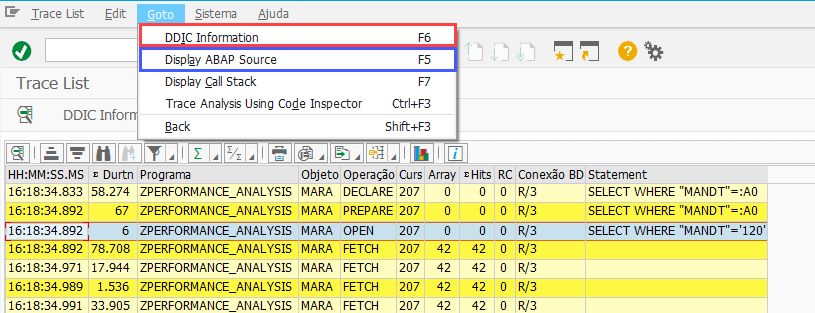 Trace List Edit Goto Sistema Ajuda
DDIC Information F6
Display ABAP Source F5
Display Call Stack F7
Trace Analysis Using Code Inspector Ctrl+F3
Back Shift+F3
Trace List
DDIC Inform
HH:MM:SS.MS Durtn Programa Objeto Operação Curs Array Hits RC Conexão BD Statement
16:18:34.833 58.274 ZPERFORMANCE_ANALYSIS MARA DECLARE 207 0 0 0 R/3 SELECT WHERE "MANDT"=:A0
16:18:34.892 67 ZPERFORMANCE_ANALYSIS MARA PREPARE 207 0 0 0 R/3 SELECT WHERE "MANDT"=:A0
16:18:34.892 6 ZPERFORMANCE_ANALYSIS MARA OPEN 207 0 0 0 R/3 SELECT WHERE "MANDT"='120'
16:18:34.892 78.708 ZPERFORMANCE_ANALYSIS MARA FETCH 207 42 42 0 R/3
16:18:34.971 17.944 ZPERFORMANCE_ANALYSIS MARA FETCH 207 42 42 0 R/3
16:18:34.989 1.536 ZPERFORMANCE_ANALYSIS MARA FETCH 207 42 42 0 R/3
16:18:34.991 33.905 ZPERFORMANCE_ANALYSIS MARA FETCH 207 42 42 0 R/3